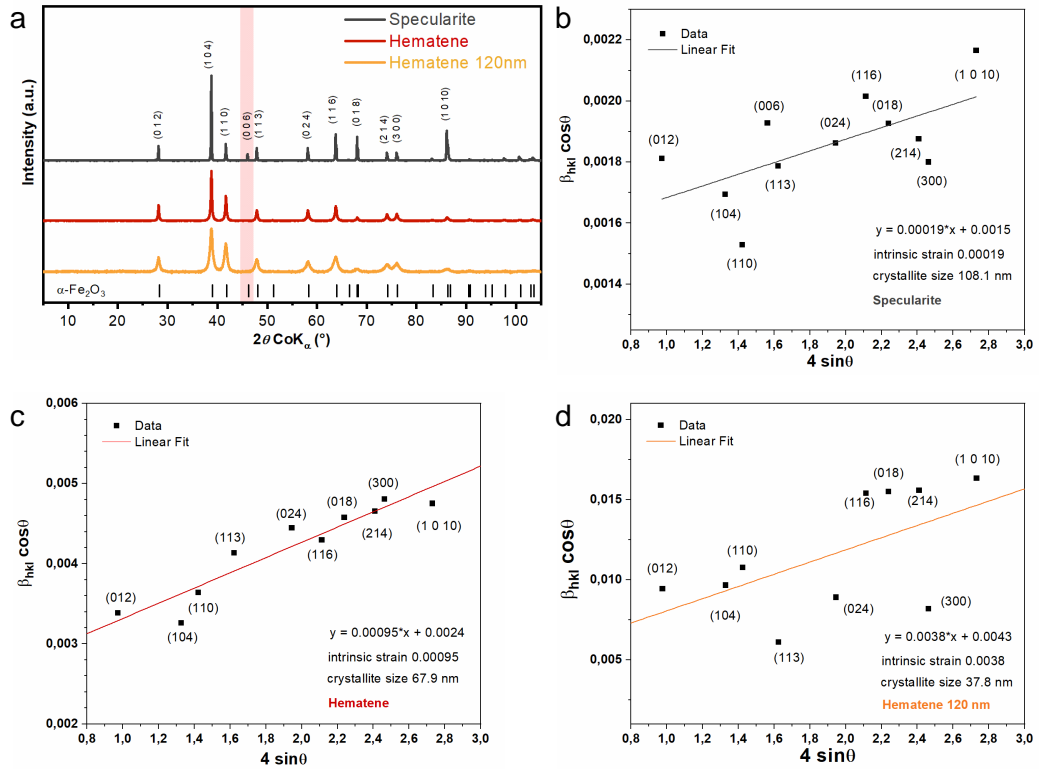 a
Specularite
Hematene
Hematene 120nm
(0 1 2)
(1 0 4)
(1 1 0)
(0 0 6)
(1 1 3)
(0 2 4)
(1 1 6)
(0 1 8)
(2 1 4)
(3 0 0)
(1 0 10)
Intensity (a.u.)
α-Fe₂O₃
10 20 30 40 50 60 70 80 90 100
2θ CoKα (°)
b
Data
Linear Fit
0,0022
0,0020
0,0018
0,0016
0,0014
βhkl cosθ
(012)
(104)
(110)
(006)
(113)
(024)
(116)
(018)
(214)
(300)
(1 0 10)
y = 0.00019*x + 0.0015
intrinsic strain 0.00019
crystallite size 108.1 nm
Specularite
0,8 1,0 1,2 1,4 1,6 1,8 2,0 2,2 2,4 2,6 2,8 3,0
4 sinθ
c
Data
Linear Fit
0,006
0,005
0,004
0,003
0,002
βhkl cosθ
(012)
(104)
(110)
(113)
(024)
(116)
(018)
(214)
(300)
(1 0 10)
y = 0.00095*x + 0.0024
intrinsic strain 0.00095
crystallite size 67.9 nm
Hematene
0,8 1,0 1,2 1,4 1,6 1,8 2,0 2,2 2,4 2,6 2,8 3,0
4 sinθ
d
Data
Linear Fit
0,020
0,015
0,010
0,005
βhkl cosθ
(012)
(104)
(110)
(113)
(024)
(116)
(018)
(214)
(300)
(1 0 10)
y = 0.0038*x + 0.0043
intrinsic strain 0.0038
crystallite size 37.8 nm
Hematene 120 nm
0,8 1,0 1,2 1,4 1,6 1,8 2,0 2,2 2,4 2,6 2,8 3,0
4 sinθ